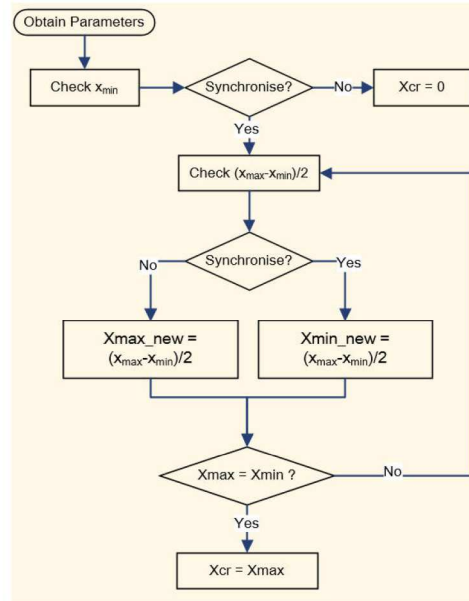 Obtain Parameters
Check xmin
Synchronise?
No
Xcr = 0
Yes
Check (xmax-xmin)/2
Synchronise?
No
Yes
Xmax_new =
(xmax-xmin)/2
Xmin_new =
(xmax-xmin)/2
Xmax = Xmin ?
No
Yes
Xcr = Xmax